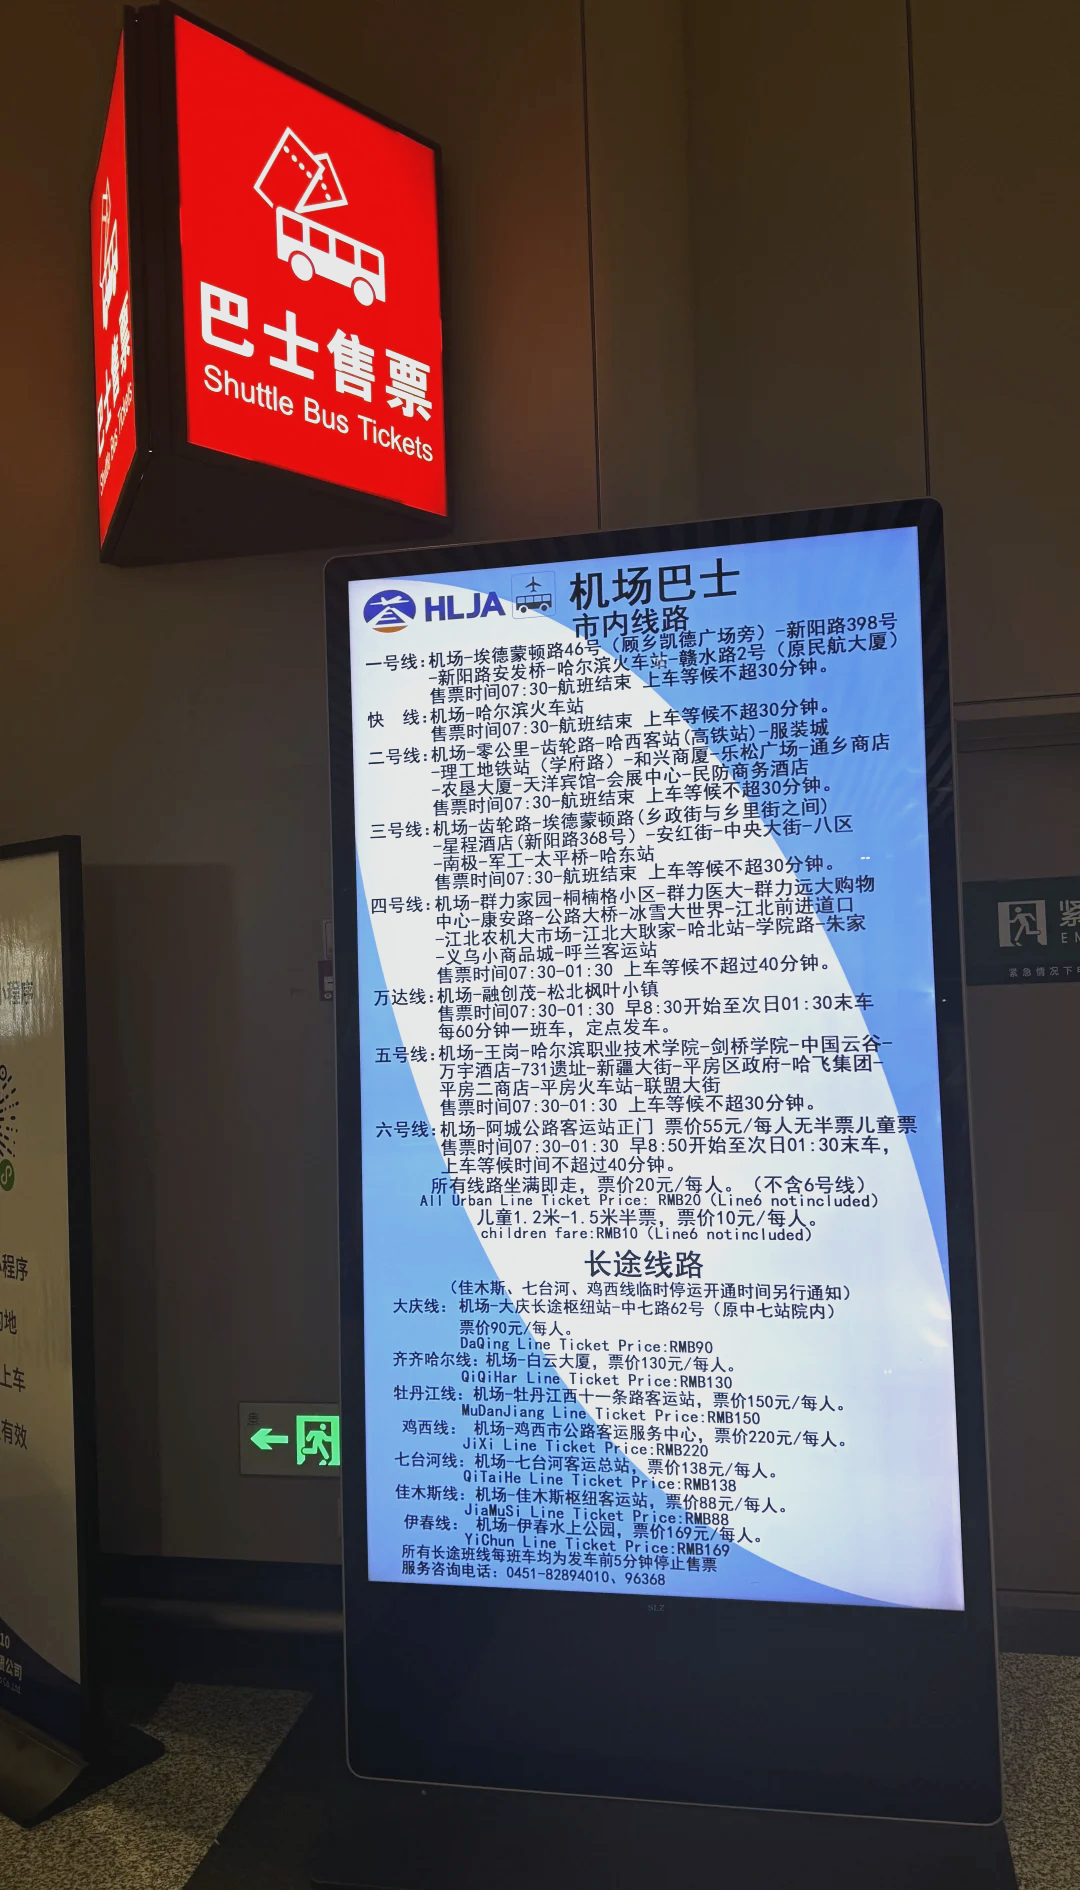 巴士售票
Shuttle Bus Tickets
巴士售票
Shuttle Bus Tickets
HLJA 机场巴士
市内线路
一号线:机场-埃德蒙顿路46号（顾乡凯德广场旁）-新阳路398号
-新阳路安发桥-哈尔滨火车站-赣水路2号（原民航大厦）
售票时间07:30-航班结束 上车等候不超30分钟。
快 线:机场-哈尔滨火车站
售票时间07:30-航班结束 上车等候不超30分钟。
二号线:机场-零公里-齿轮路-哈西客站(高铁站)-服装城
-理工地铁站（学府路）-和兴商厦-乐松广场-通乡商店
-农垦大厦-天洋宾馆-会展中心-民防商务酒店
售票时间07:30-航班结束 上车等候不超30分钟。
三号线:机场-齿轮路-埃德蒙顿路(乡政街与乡里街之间)
-星程酒店(新阳路368号）-安红街-中央大街-八区
-南极-军工-太平桥-哈东站
售票时间07:30-航班结束 上车等候不超30分钟。
四号线:机场-群力家园-桐楠格小区-群力医大-群力远大购物
中心-康安路-公路大桥-冰雪大世界-江北前进道口
-江北农机大市场-江北大耿家-哈北站-学院路-朱家
-义乌小商品城-呼兰客运站
售票时间07:30-01:30 上车等候不超过40分钟。
万达线:机场-融创茂-松北枫叶小镇
售票时间07:30-01:30 早8:30开始至次日01:30末车
每60分钟一班车，定点发车。
五号线:机场-王岗-哈尔滨职业技术学院-剑桥学院-中国云谷-
万宇酒店-731遗址-新疆大街-平房区政府-哈飞集团-
平房二商店-平房火车站-联盟大街
售票时间07:30-01:30 上车等候不超30分钟。
六号线:机场-阿城公路客运站正门 票价55元/每人无半票儿童票
售票时间07:30-01:30 早8:50开始至次日01:30末车，
上车等候时间不超过40分钟。
所有线路坐满即走，票价20元/每人。（不含6号线）
All Urban Line Ticket Price: RMB20（Line6 notincluded）
儿童1.2米-1.5米半票，票价10元/每人。
children fare:RMB10（Line6 notincluded）
长途线路
（佳木斯、七台河、鸡西线临时停运开通时间另行通知）
大庆线：机场-大庆长途枢纽站-中七路62号（原中七站院内）
票价90元/每人。
DaQing Line Ticket Price:RMB90
齐齐哈尔线：机场-白云大厦，票价130元/每人。
QiQiHar Line Ticket Price:RMB130
牡丹江线：机场-牡丹江西十一条路客运站，票价150元/每人。
MuDanJiang Line Ticket Price:RMB150
鸡西线： 机场-鸡西市公路客运服务中心，票价220元/每人。
JiXi Line Ticket Price:RMB220
七台河线：机场-七台河客运总站，票价138元/每人。
QiTaiHe Line Ticket Price:RMB138
佳木斯线：机场-佳木斯枢纽客运站，票价88元/每人。
JiaMuSi Line Ticket Price:RMB88
伊春线： 机场-伊春水上公园，票价169元/每人。
YiChun Line Ticket Price:RMB169
所有长途班线每班车均为发车前5分钟停止售票
服务咨询电话：0451-82894010、96368
SLZ
小程序
程序
地
上车
有效
10
限公司
Co.,Ltd.
紧
EM
紧急情况下